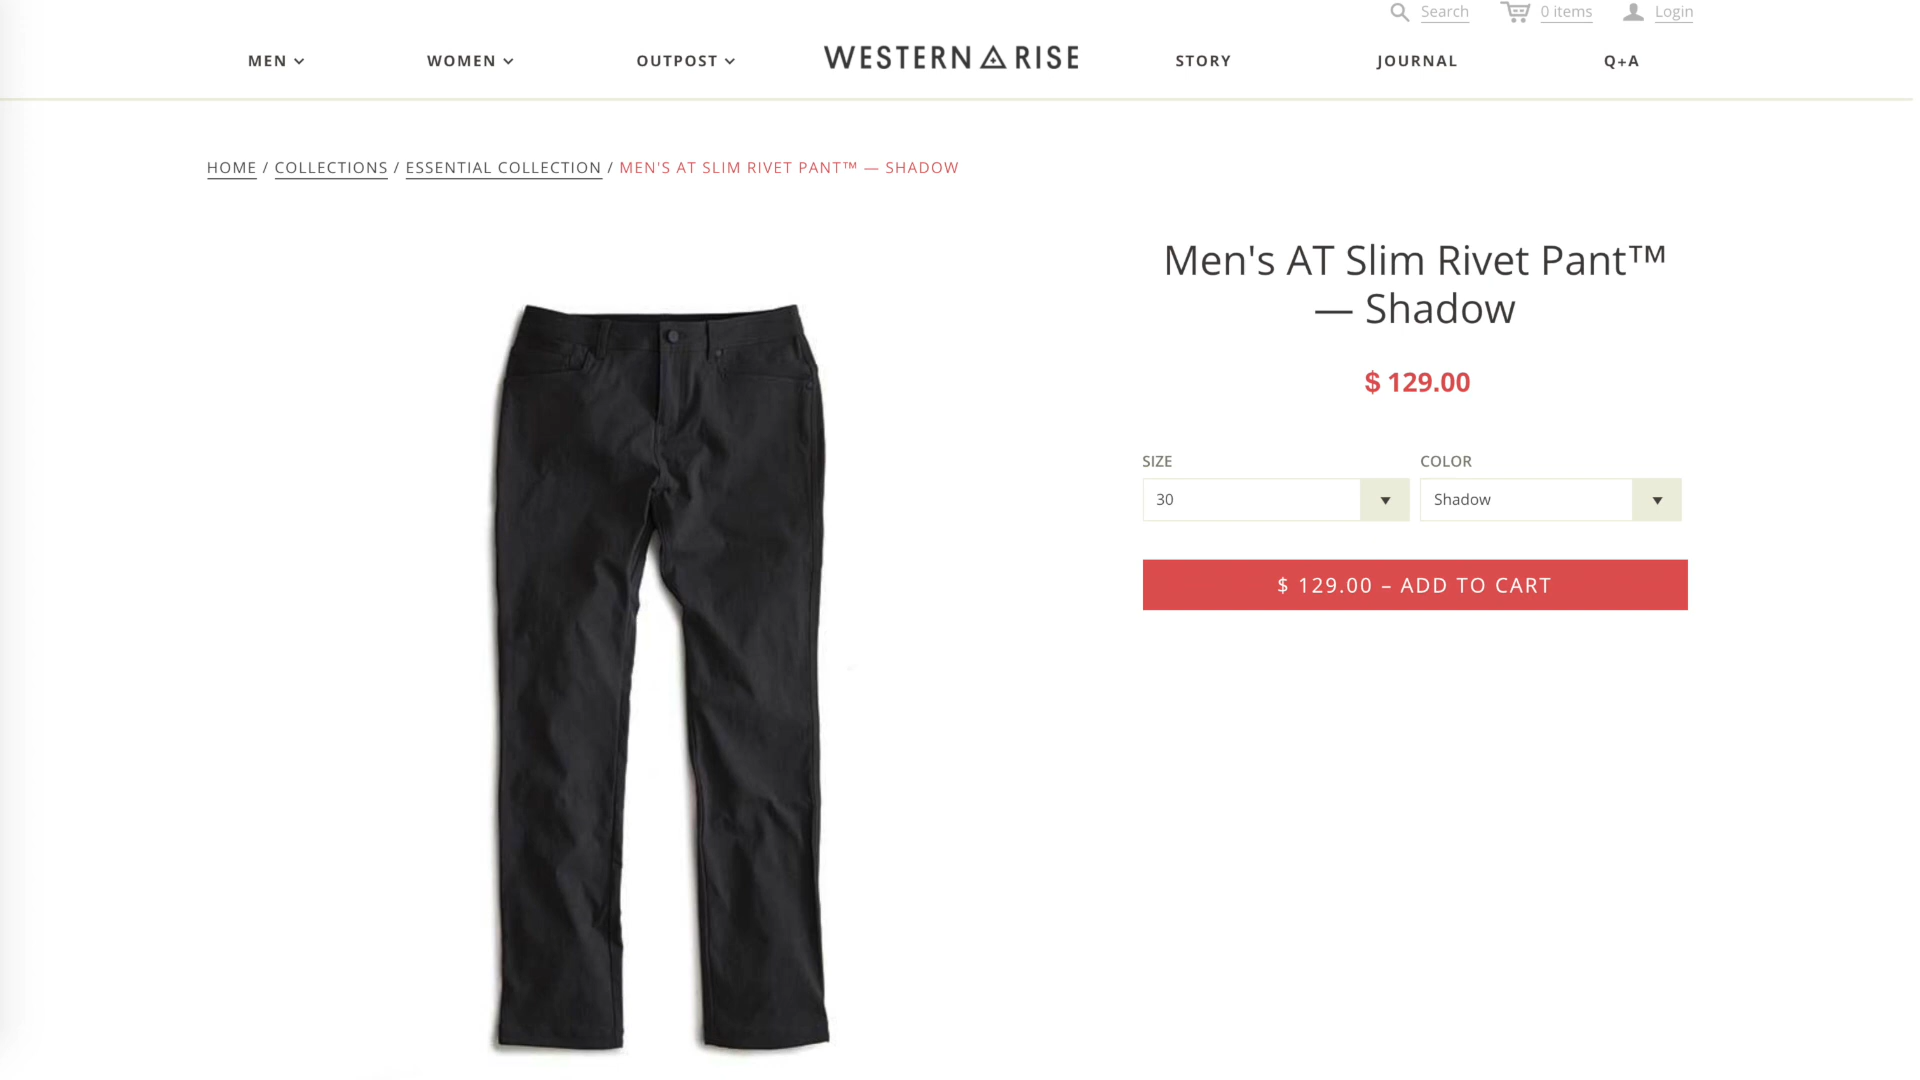 Search 0 items Login
MEN WOMEN OUTPOST WESTERN RISE STORY JOURNAL Q+A
HOME / COLLECTIONS / ESSENTIAL COLLECTION / MEN'S AT SLIM RIVET PANT™ — SHADOW
Men's AT Slim Rivet Pant™
— Shadow
$ 129.00
SIZE COLOR
30 Shadow
$ 129.00 – ADD TO CART